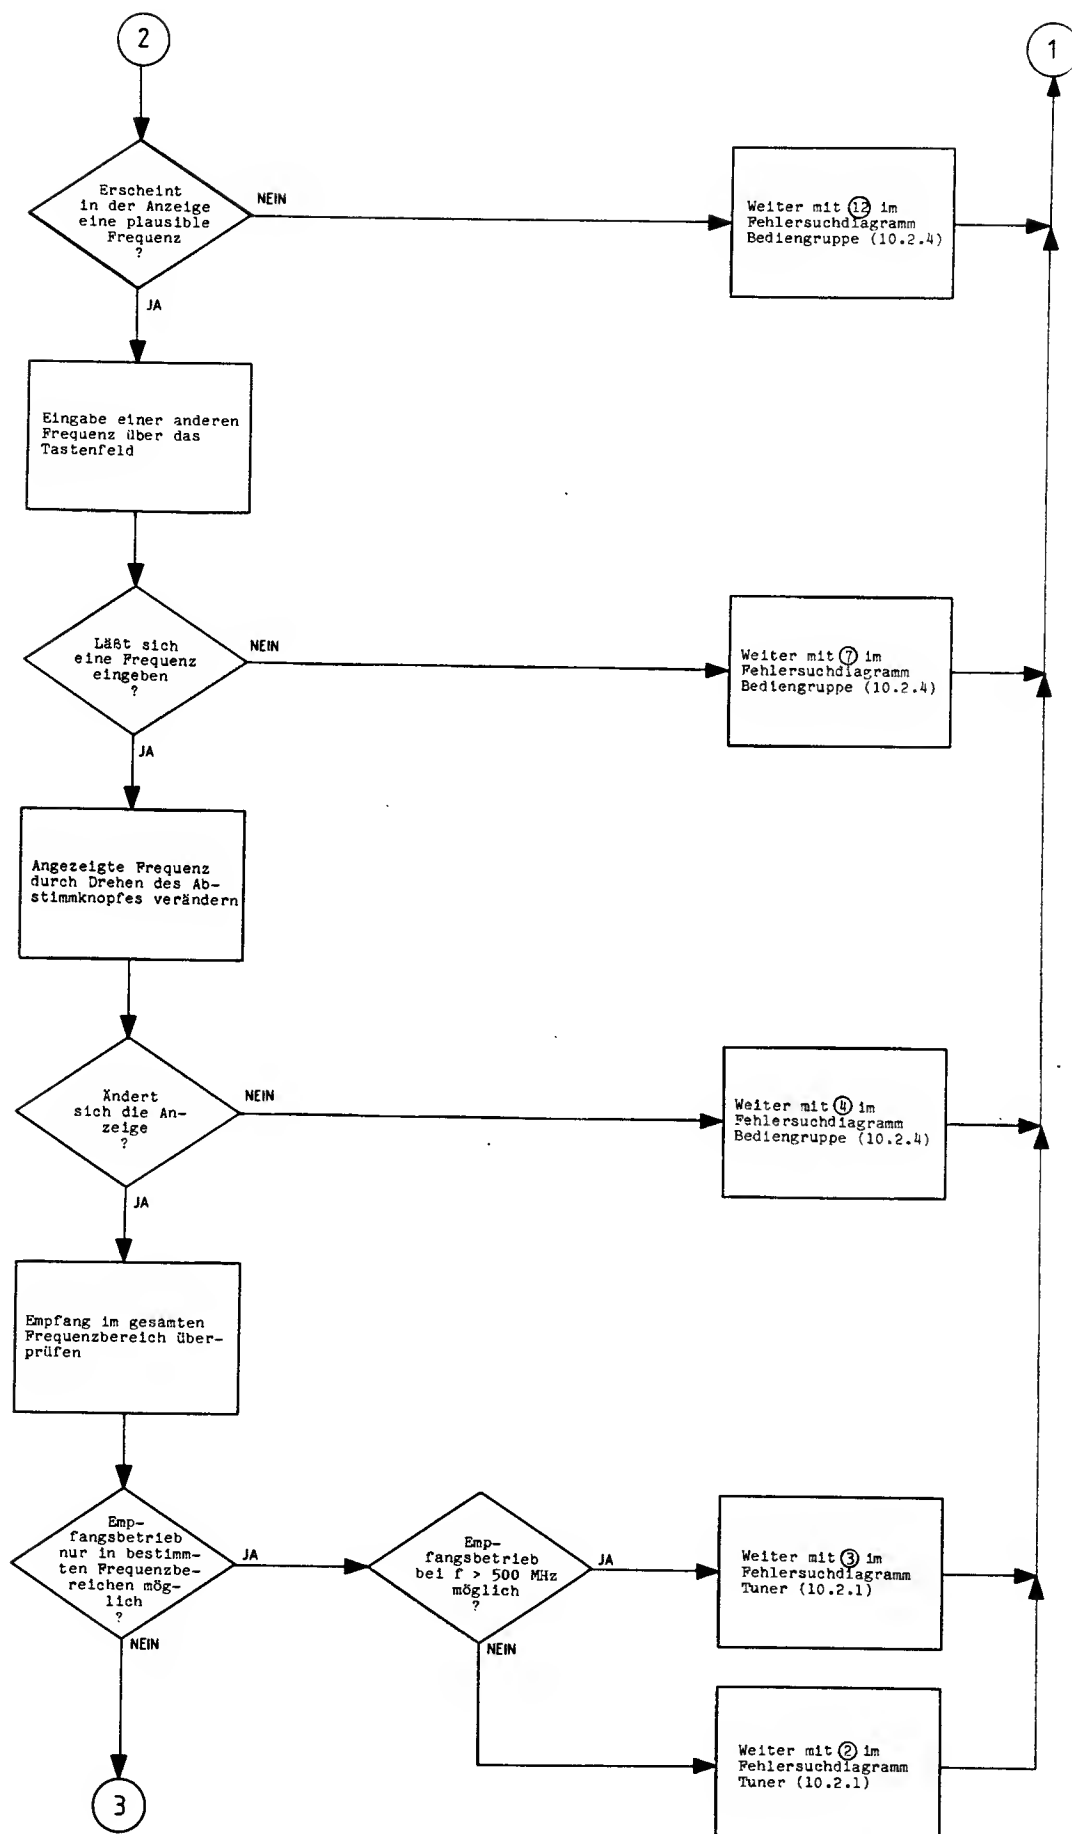 2
1
Erscheint
in der Anzeige
eine plausible
Frequenz
?
NEIN
Weiter mit 12 im
Fehlersuchdiagramm
Bediengruppe (10.2.4)
JA
Eingabe einer anderen
Frequenz über das
Tastenfeld
Läßt sich
eine Frequenz
eingeben
?
NEIN
Weiter mit 7 im
Fehlersuchdiagramm
Bediengruppe (10.2.4)
JA
Angezeigte Frequenz
durch Drehen des Ab-
stimmknopfes verändern
Ändert
sich die An-
zeige
?
NEIN
Weiter mit 4 im
Fehlersuchdiagramm
Bediengruppe (10.2.4)
JA
Empfang im gesamten
Frequenzbereich über-
prüfen
Emp-
fangsbetrieb
nur in bestimm-
ten Frequenzbe-
reichen mög-
lich
?
JA
Emp-
fangsbetrieb
bei f > 500 MHz
möglich
?
JA
Weiter mit 3 im
Fehlersuchdiagramm
Tuner (10.2.1)
NEIN
NEIN
Weiter mit 2 im
Fehlersuchdiagramm
Tuner (10.2.1)
3